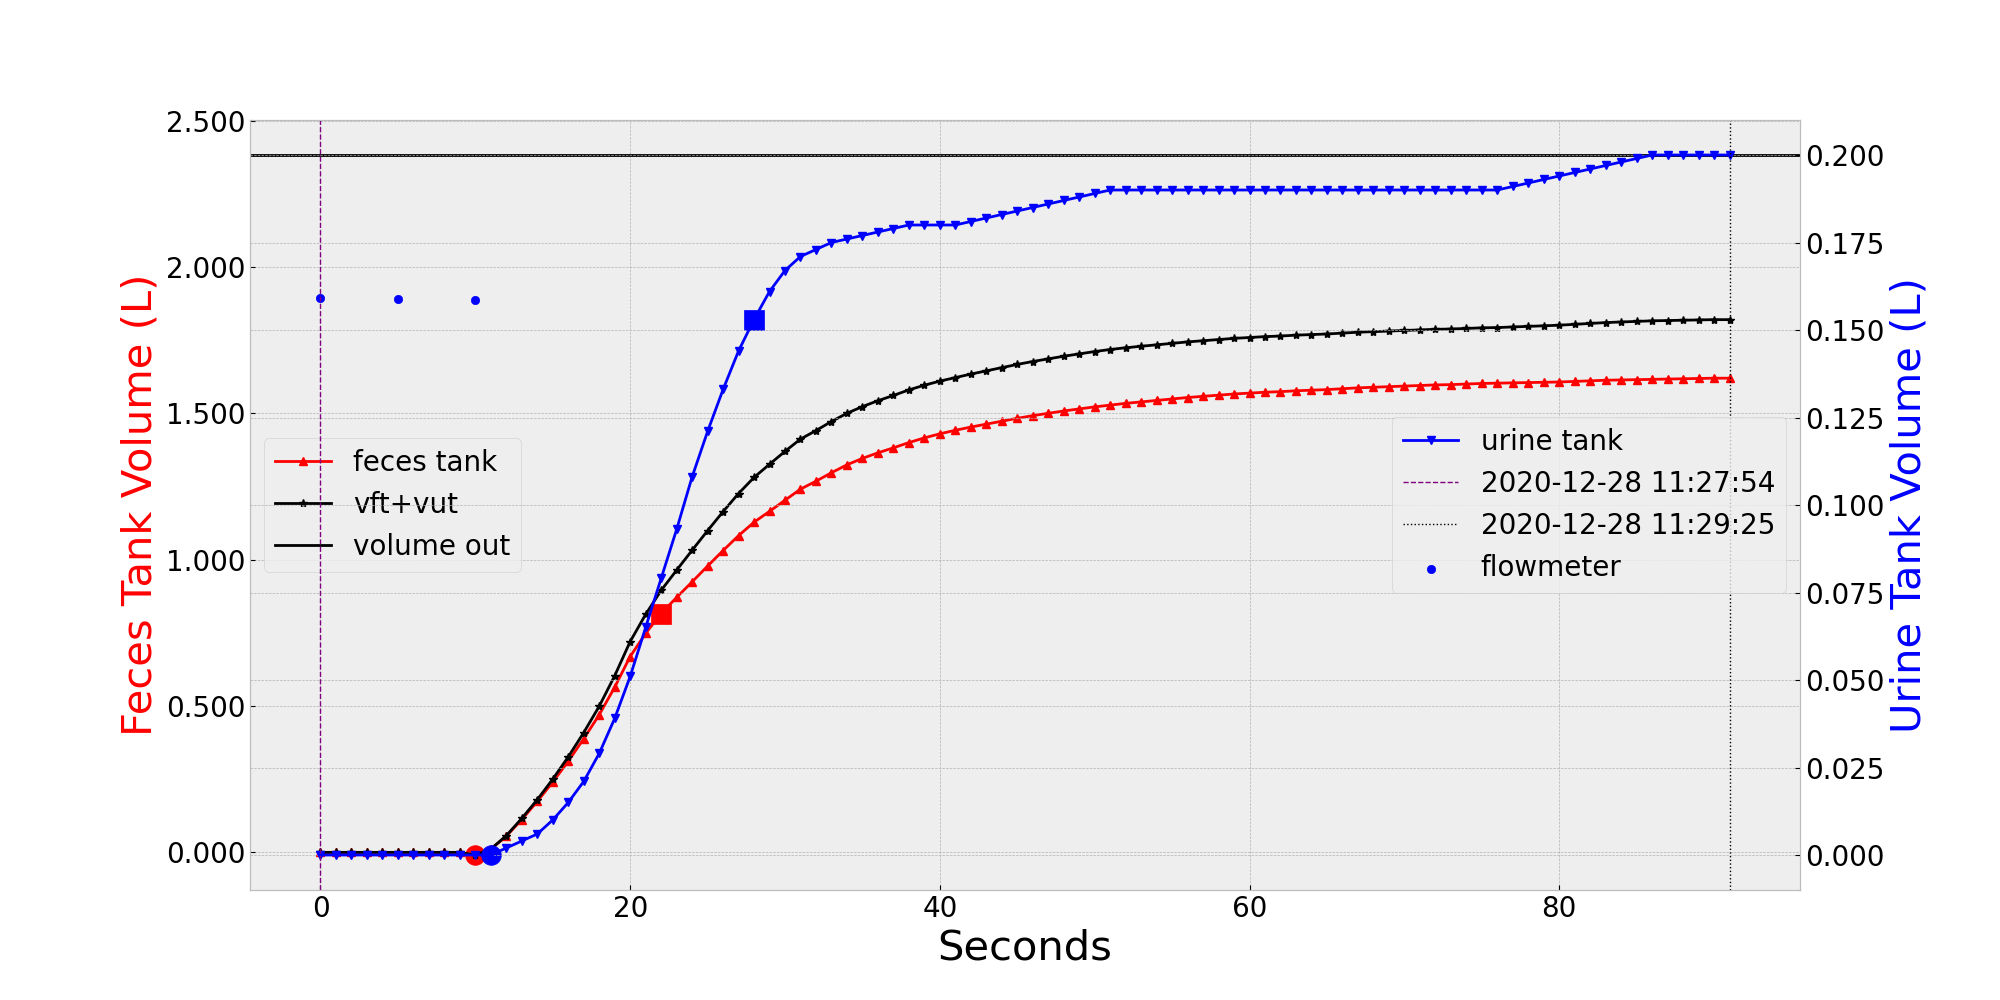 2.500
2.000
1.500
1.000
0.500
0.000
Feces Tank Volume (L)
feces tank
vft+vut
volume out
0
20
40
60
80
Seconds
urine tank
2020-12-28 11:27:54
2020-12-28 11:29:25
flowmeter
0.200
0.175
0.150
0.125
0.100
0.075
0.050
0.025
0.000
Urine Tank Volume (L)